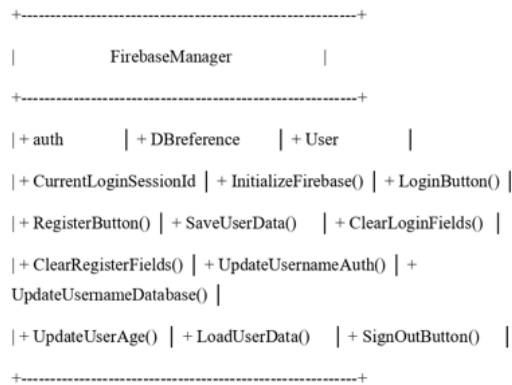 +-----------------------------------------------------------+
| FirebaseManager |
+-----------------------------------------------------------+
| + auth | + DBreference | + User |
| + CurrentLoginSessionId | + InitializeFirebase() | + LoginButton() |
| + RegisterButton() | + SaveUserData() | + ClearLoginFields() |
| + ClearRegisterFields() | + UpdateUsernameAuth() | +
UpdateUsernameDatabase() |
| + UpdateUserAge() | + LoadUserData() | + SignOutButton() |
+-----------------------------------------------------------+